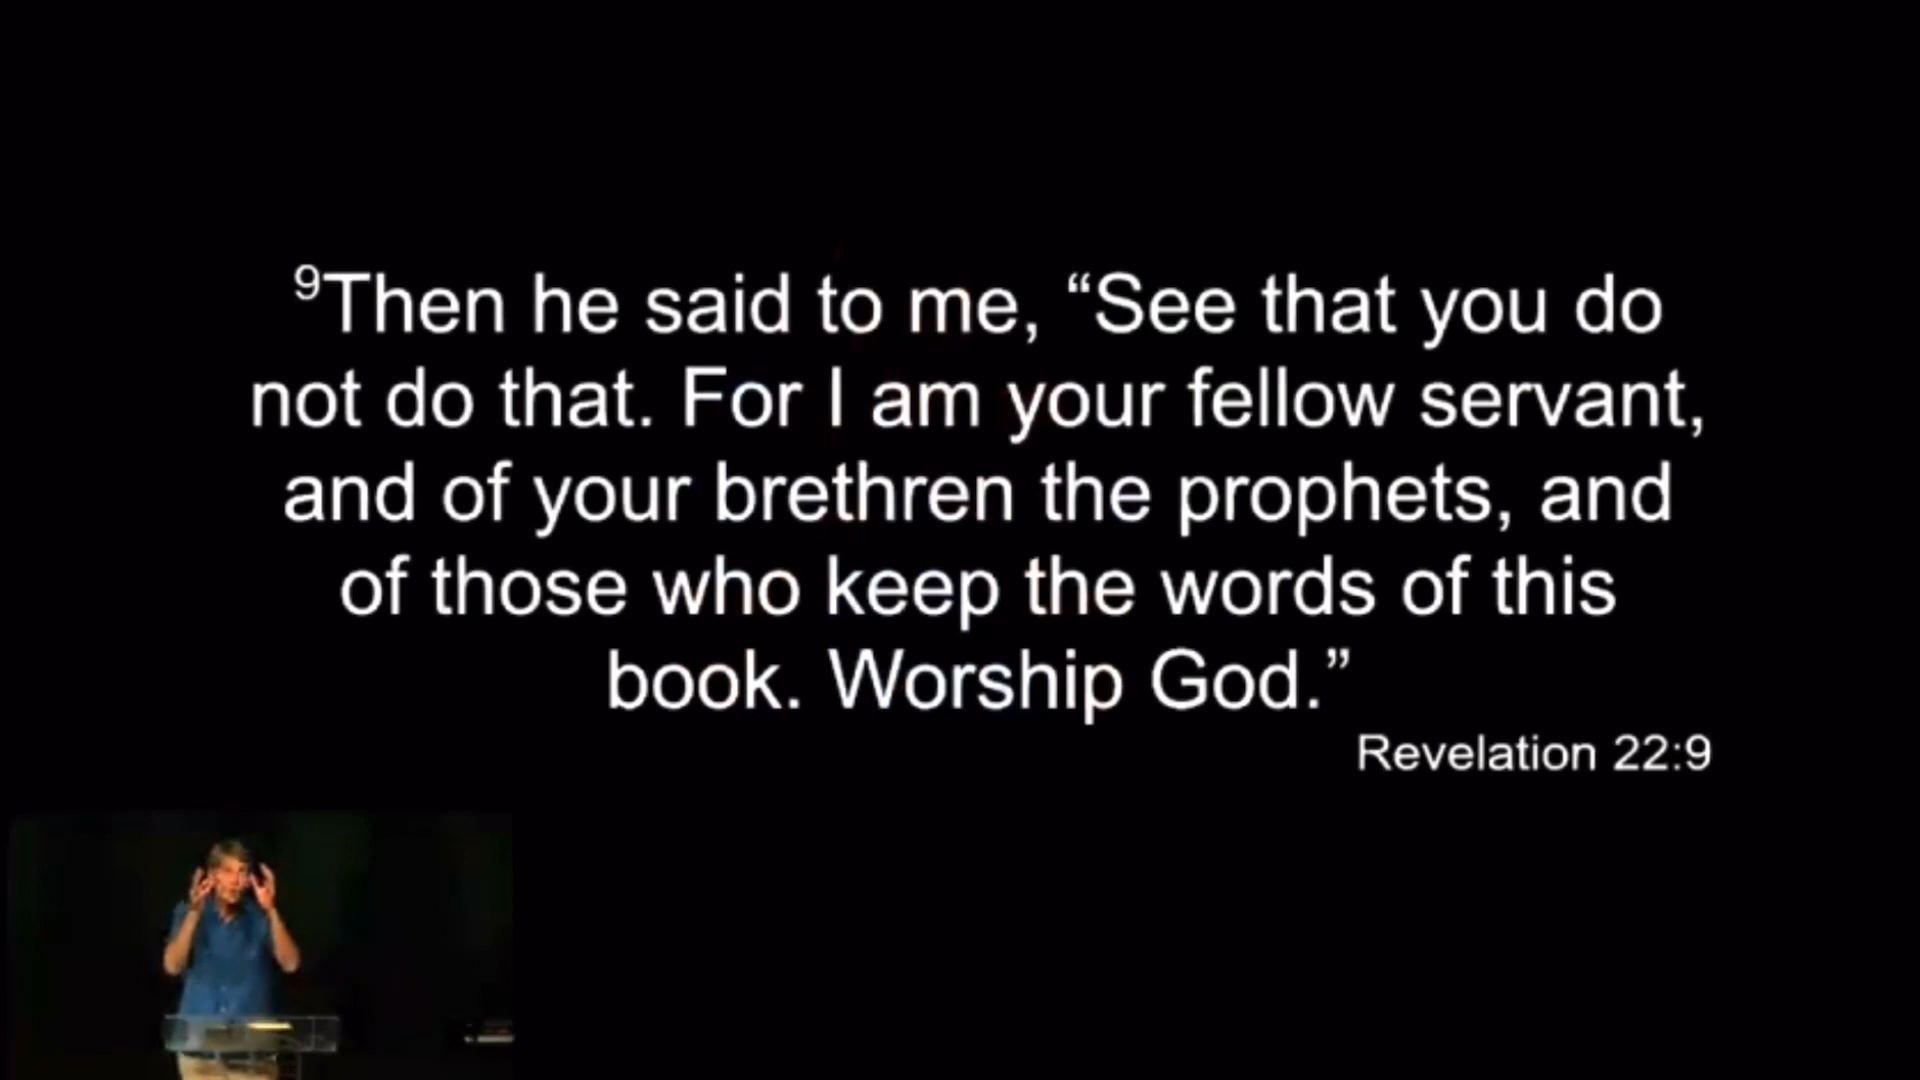 9Then he said to me, “See that you do
not do that. For I am your fellow servant,
and of your brethren the prophets, and
of those who keep the words of this
book. Worship God.”
Revelation 22:9